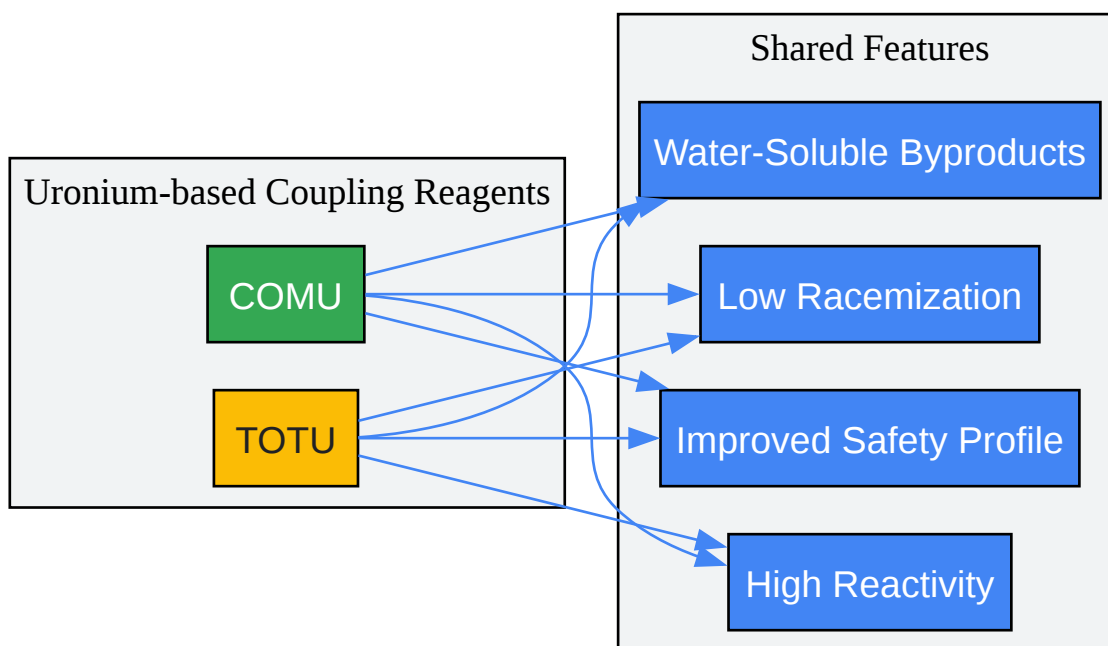 Uronium-based Coupling Reagents
COMU
TOTU
Shared Features
Water-Soluble Byproducts
Low Racemization
Improved Safety Profile
High Reactivity